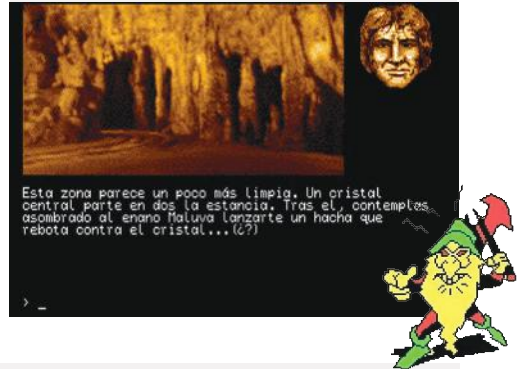 Esta zona parece un poco más limpia. Un cristal
central parte en dos la estancia. Tras el, contemplas
asombrado al enano Maluva lanzarte un hacha que
rebota contra el cristal...(¿?)
> _